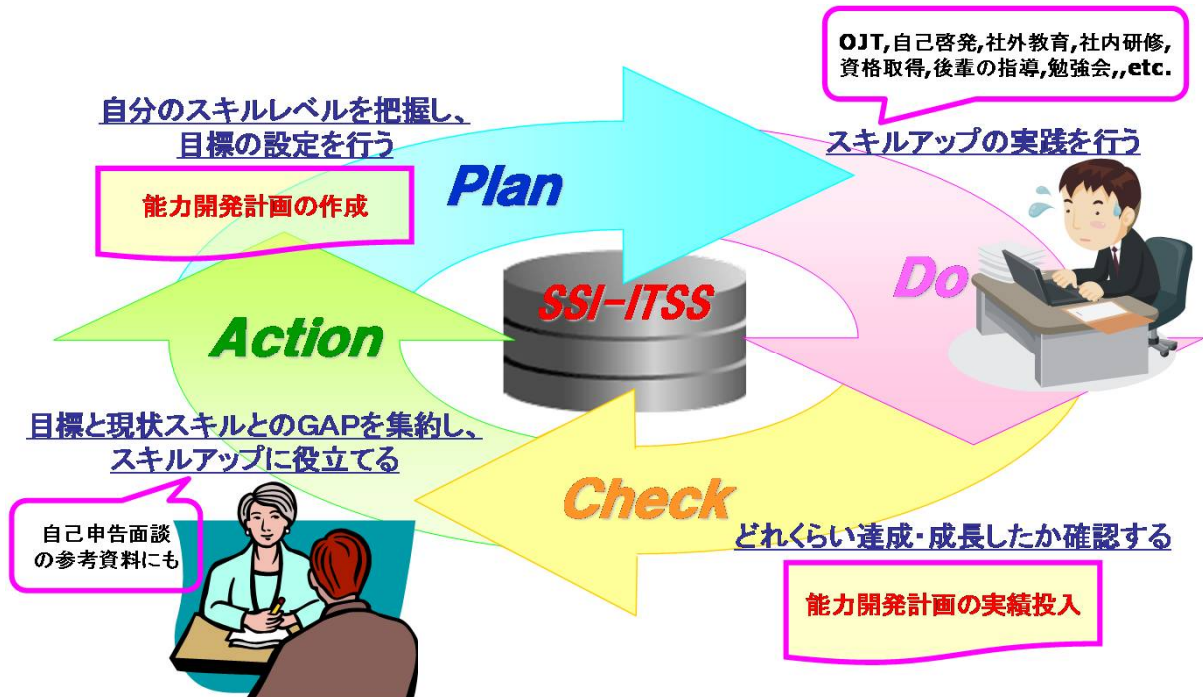 OJT,自己啓発,社外教育,社内研修,
資格取得,後輩の指導,勉強会,,etc.
自分のスキルレベルを把握し、
目標の設定を行う
能力開発計画の作成
Plan
スキルアップの実践を行う
Do
SSI-ITSS
Action
目標と現状スキルとのGAPを集約し、
スキルアップに役立てる
自己申告面談
の参考資料にも
Check
どれくらい達成・成長したか確認する
能力開発計画の実績投入